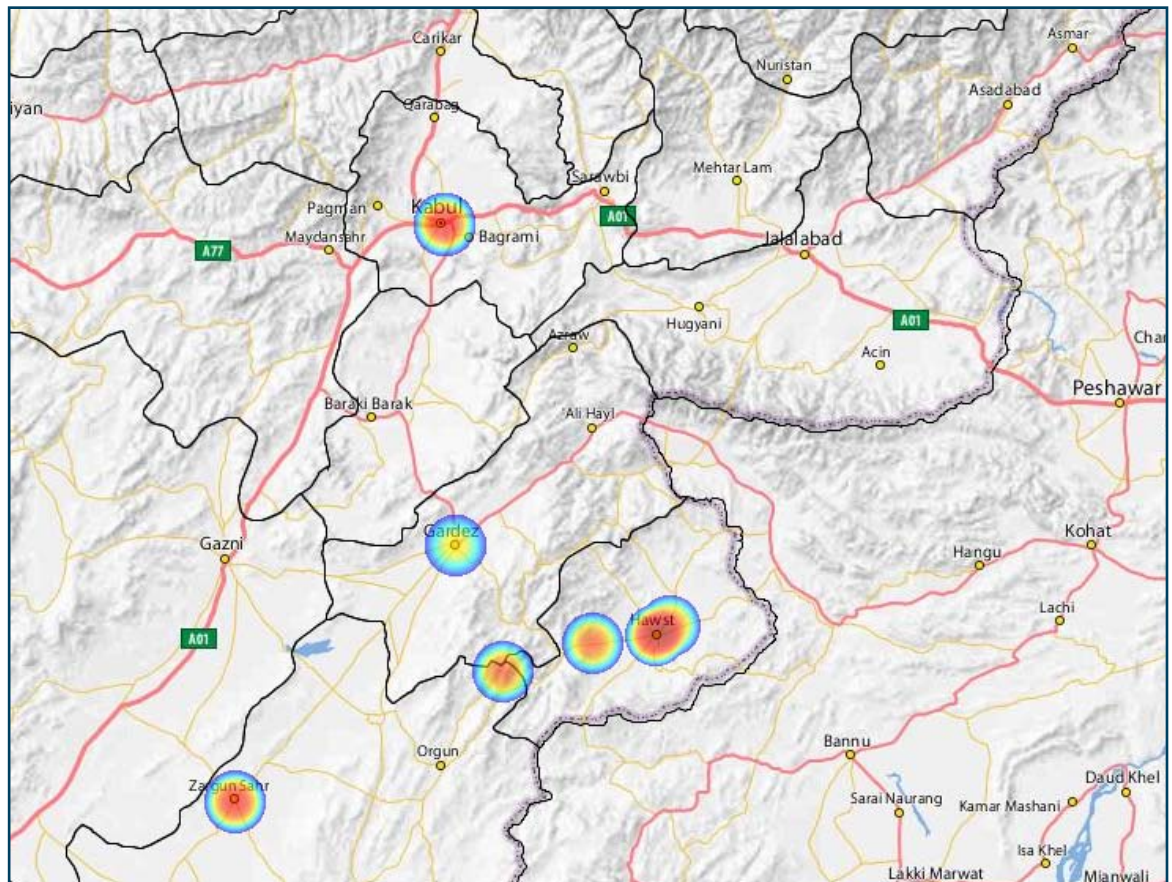 Carikar
Asmar
Nuristan
Asadabad
iyan
Qarabag
Mehtar Lam
Sarawbi
Pagman
Kabul
A01
Bagrami
Maydansahr
A77
Jalalabad
Hugyani
A01
Azraw
Acin
Char
Peshawar
Baraki Barak
'Ali Hayl
Gardez
Gazni
Kohat
Hangu
Lachi
Hawst
A01
Orgun
Bannu
Zargun Sahr
Daud Khel
Sarai Naurang
Kamar Mashani
Isa Khel
Lakki Marwat
Mianwali